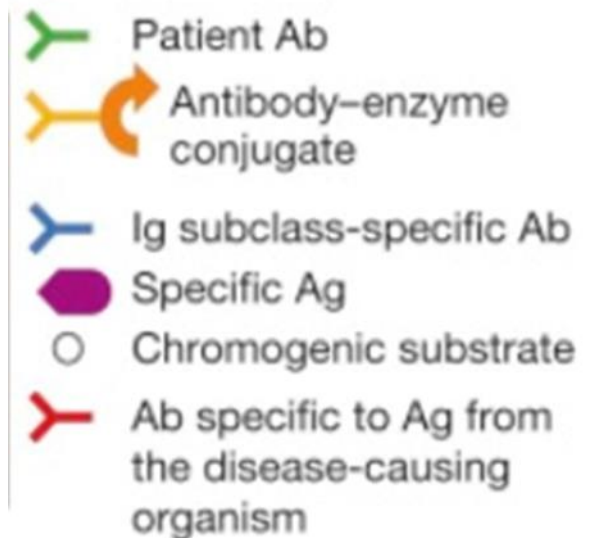 Patient Ab
Antibody–enzyme
conjugate
Ig subclass-specific Ab
Specific Ag
Chromogenic substrate
Ab specific to Ag from
the disease-causing
organism